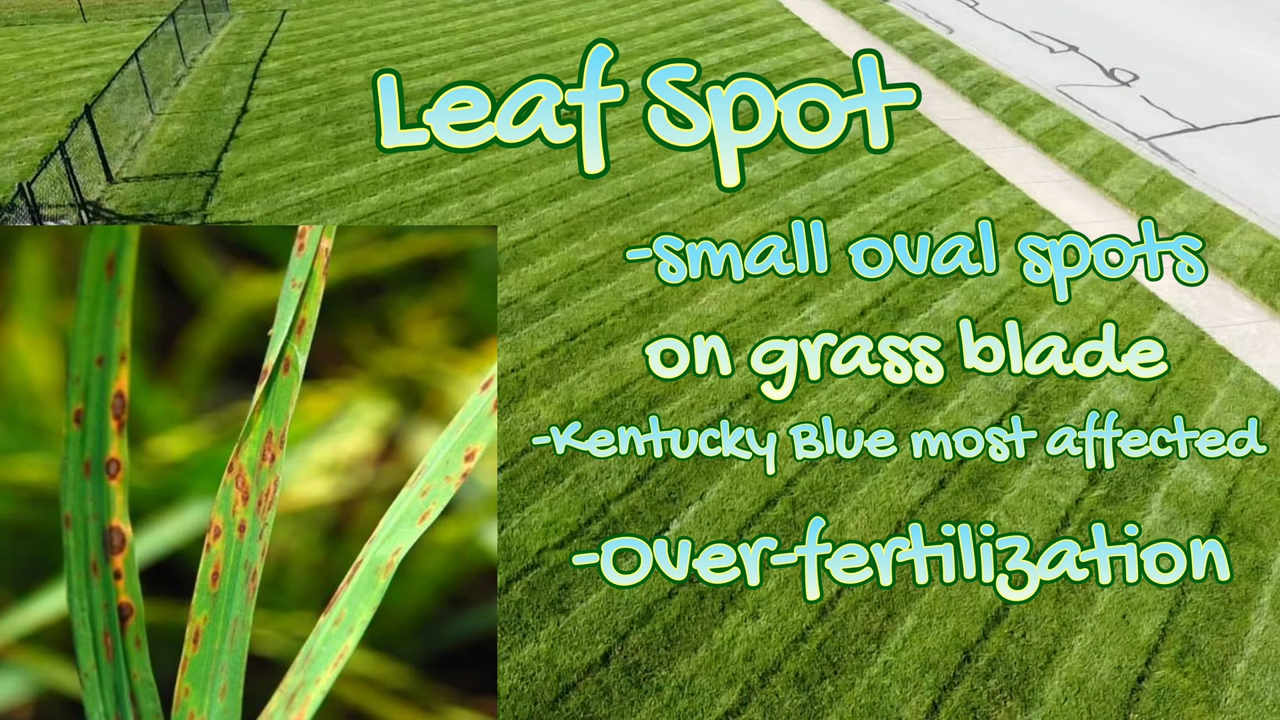 Leaf Spot
-small oval spots
on grass blade
-Kentucky Blue most affected
-Over-fertilization